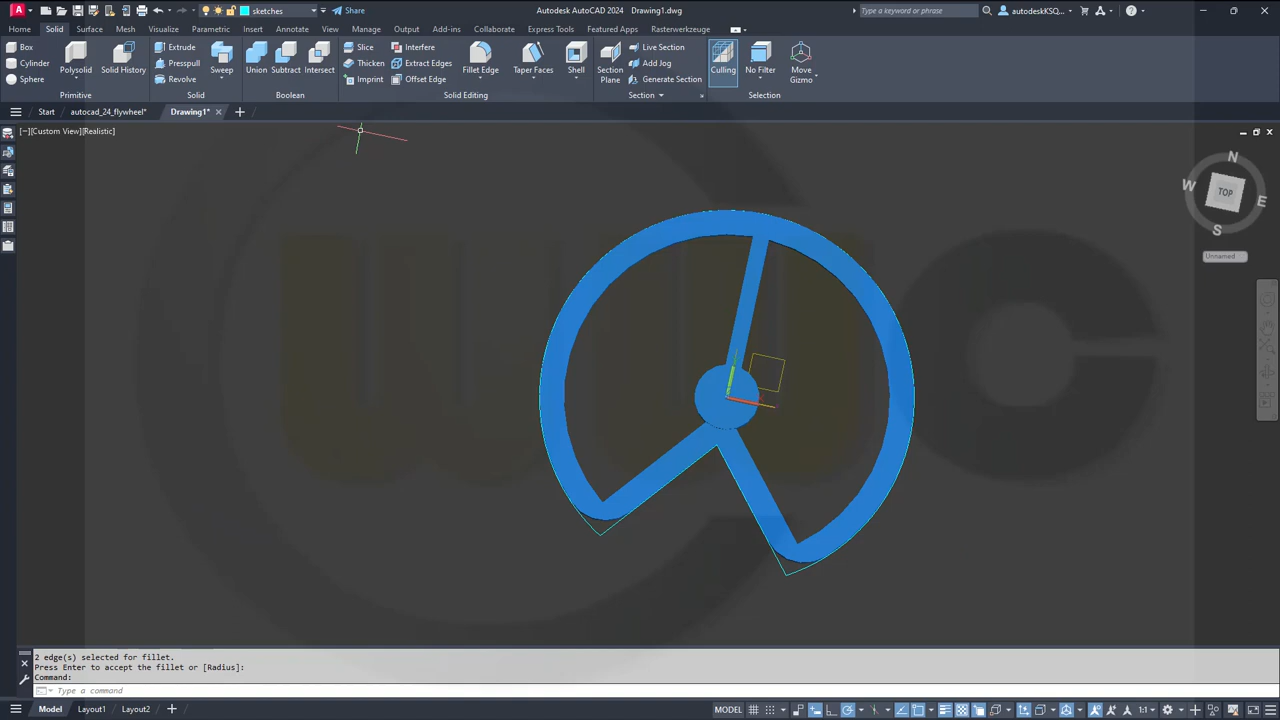 A sketches Share Autodesk AutoCAD 2024 Drawing1.dwg Type a keyword or phrase autodeskKSQ...
Home Solid Surface Mesh Visualize Parametric Insert Annotate View Manage Output Add-ins Collaborate Express Tools Featured Apps Rasterwerkzeuge
Box Extrude Slice Interfere Live Section
Cylinder Presspull Thicken Extract Edges Add Jog
Sphere Polysolid Solid History Revolve Sweep Union Subtract Intersect Imprint Offset Edge Fillet Edge Taper Faces Shell Section Plane Generate Section Culling No Filter Move Gizmo
Primitive Solid Boolean Solid Editing Section Selection
Start autocad_24_flywheel* Drawing1*
[−][Custom View][Realistic]
N
W TOP E
S
Unnamed
X
2 edge(s) selected for fillet.
Press Enter to accept the fillet or [Radius]:
Command:
Type a command
Model Layout1 Layout2 MODEL 1:1